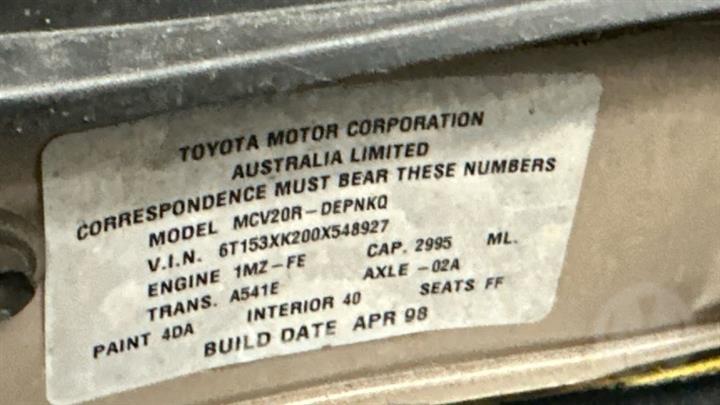 TOYOTA MOTOR CORPORATION
AUSTRALIA LIMITED
CORRESPONDENCE MUST BEAR THESE NUMBERS
MODEL MCV20R-DEPNKQ
V.I.N. 6T153XK200X548927
ENGINE 1MZ-FE CAP. 2995 ML.
TRANS. A541E AXLE -02A
PAINT 4DA INTERIOR 40 SEATS FF
BUILD DATE APR 98